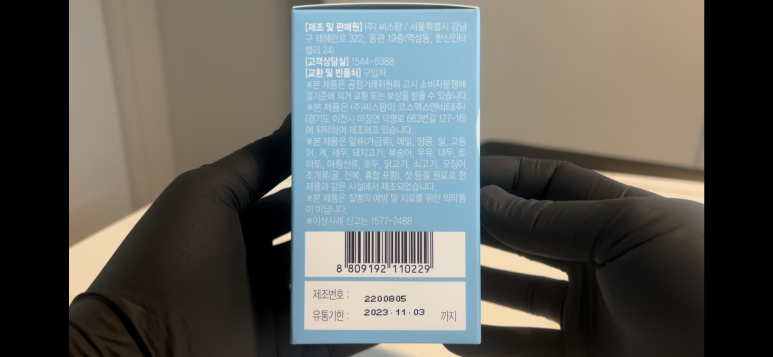 [제조 및 판매원] (주) 씨스팡 / 서울특별시 강남
구 테헤란로 322, 동관 19층(역삼동, 한신인터
밸리 24)
[고객상담실] 1544-5388
[교환 및 반품처] 구입처
※본 제품은 공정거래위원회 고시 소비자분쟁해
결기준에 의거 교환 또는 보상을 받을 수 있습니다.
※본 제품은 (주)씨스팡이 코스맥스엔비티(주)
(경기도 이천시 마장면 덕평로 663번길 127-16)
에 위탁하여 제조하고 있습니다.
※본 제품은 알류(가금류), 메밀, 땅콩, 밀, 고등
어, 게, 새우, 돼지고기, 복숭아, 우유, 대두, 토
마토, 아황산류, 호두, 닭고기, 쇠고기, 오징어,
조개류(굴, 전복, 홍합 포함), 잣 등을 원료로 한
제품과 같은 시설에서 제조되었습니다.
※본 제품은 질병의 예방 및 치료를 위한 의약품
이 아닙니다.
※이상사례 신고는 1577-2488
8 809192 110229
제조번호 : 2200805
유통기한 : 2023.11.03 까지